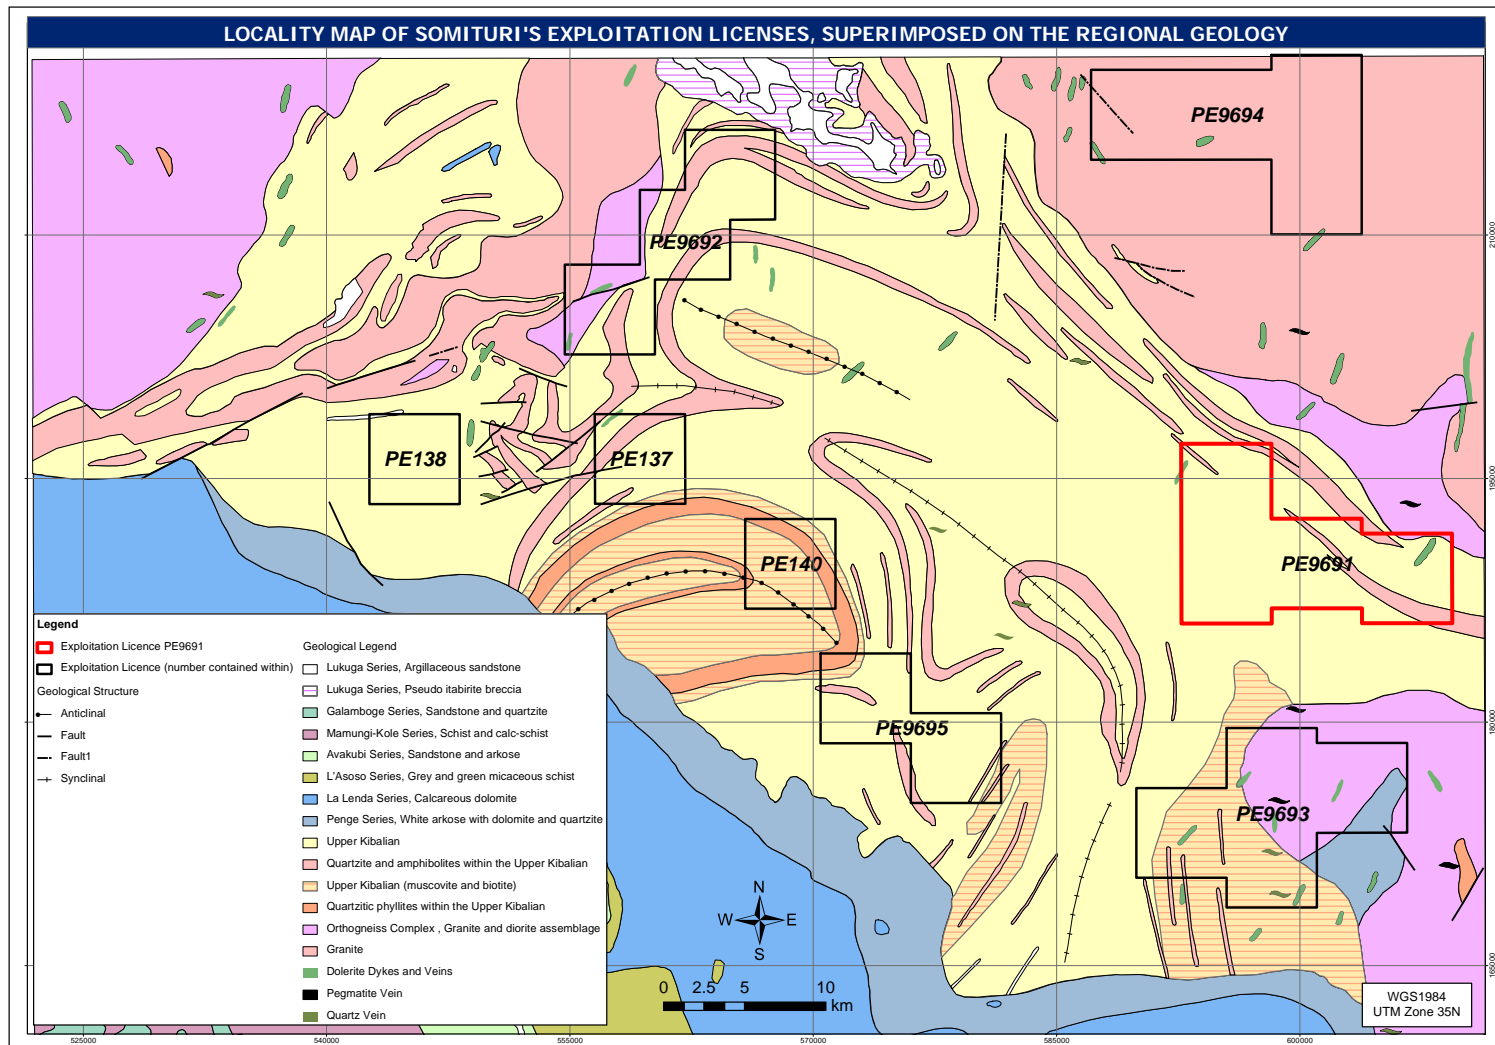 LOCALITY MAP OF SOMITURI'S EXPLOITATION LICENSES, SUPERIMPOSED ON THE REGIONAL GEOLOGY
PE9694
PE9692
210000
PE138
PE137
195000
PE140
PE9691
PE9695
180000
PE9693
165000
Legend
Exploitation Licence PE9691
Exploitation Licence (number contained within)
Geological Structure
Anticlinal
Fault
Fault1
Synclinal
Geological Legend
Lukuga Series, Argillaceous sandstone
Lukuga Series, Pseudo itabirite breccia
Galamboge Series, Sandstone and quartzite
Mamungi-Kole Series, Schist and calc-schist
Avakubi Series, Sandstone and arkose
L'Asoso Series, Grey and green micaceous schist
La Lenda Series, Calcareous dolomite
Penge Series, White arkose with dolomite and quartzite
Upper Kibalian
Quartzite and amphibolites within the Upper Kibalian
Upper Kibalian (muscovite and biotite)
Quartzitic phyllites within the Upper Kibalian
Orthogneiss Complex , Granite and diorite assemblage
Granite
Dolerite Dykes and Veins
Pegmatite Vein
Quartz Vein
N
W E
S
0 2.5 5 10
km
WGS1984
UTM Zone 35N
525000 540000 555000 570000 585000 600000